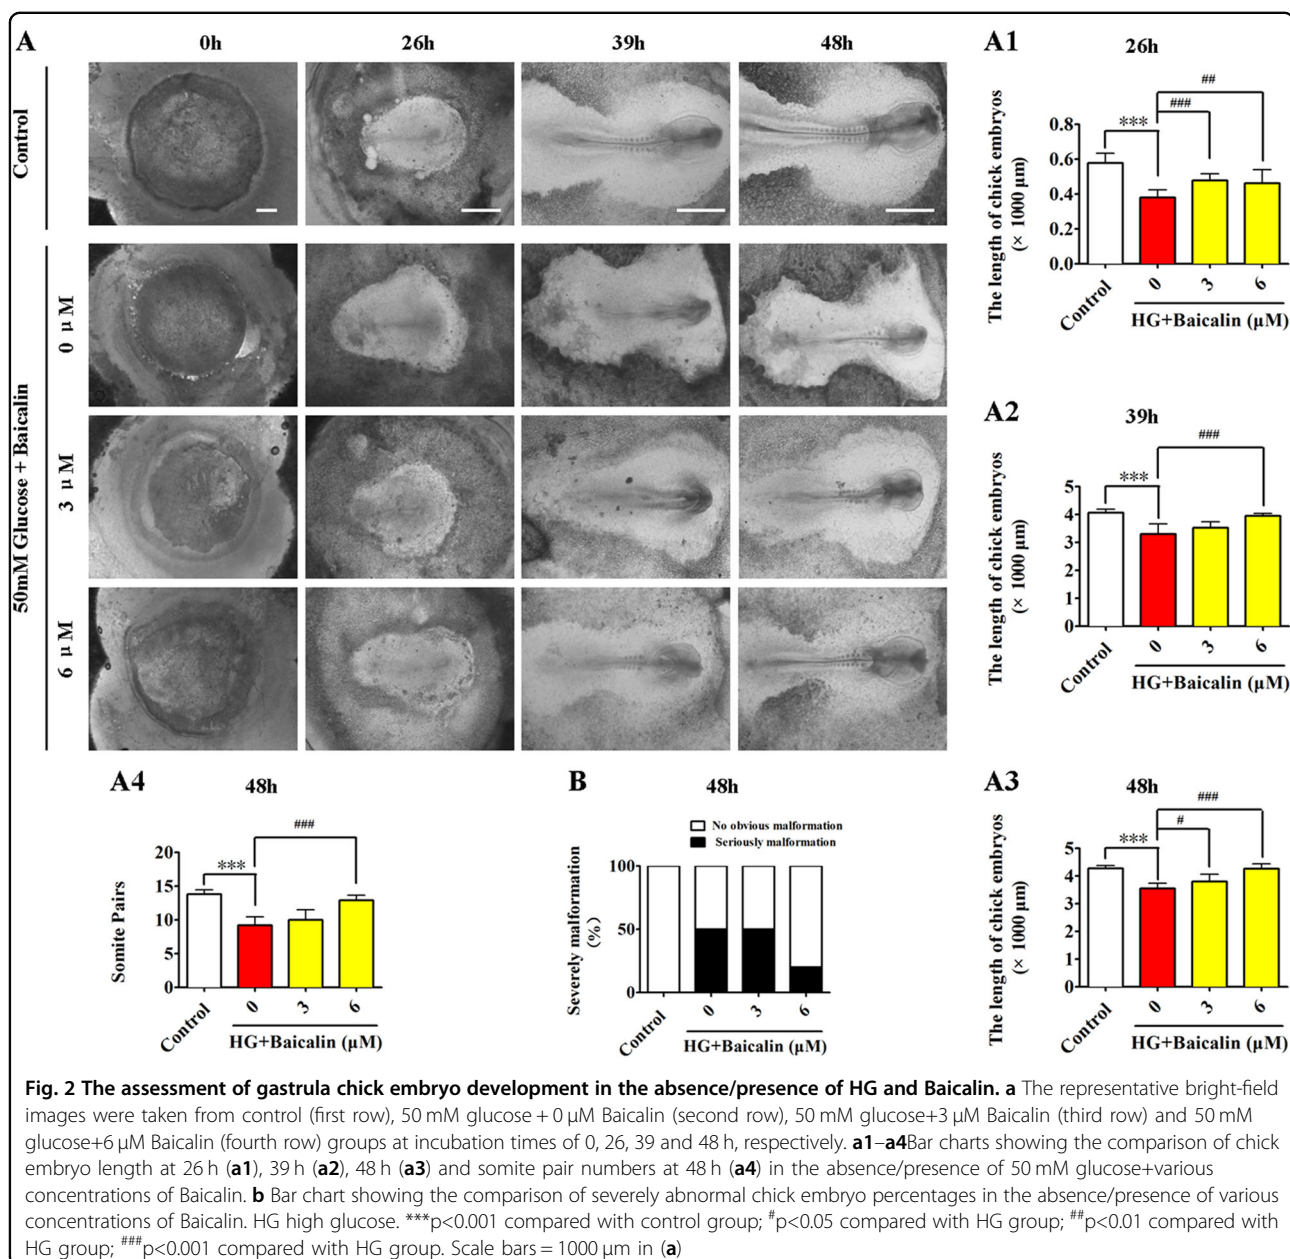 A
0h
26h
39h
48h
Control
50mM Glucose + Baicalin
0 μM
3 μM
6 μM
A1
26h
##
###
***
The length of chick embryos
(× 1000 μm)
0.8
0.6
0.4
0.2
0.0
Control
0
3
6
HG+Baicalin (μM)
A2
39h
###
***
The length of chick embryos
(× 1000 μm)
5
4
3
2
1
0
Control
0
3
6
HG+Baicalin (μM)
A4
48h
###
***
Somite Pairs
20
15
10
5
0
Control
0
3
6
HG+Baicalin (μM)
B
48h
No obvious malformation
Seriously malformation
Severely malformation
(%)
100
50
0
Control
0
3
6
HG+Baicalin (μM)
A3
48h
###
#
***
The length of chick embryos
(× 1000 μm)
5
4
3
2
1
0
Control
0
3
6
HG+Baicalin (μM)
Fig. 2 The assessment of gastrula chick embryo development in the absence/presence of HG and Baicalin. a The representative bright-field
images were taken from control (first row), 50 mM glucose + 0 μM Baicalin (second row), 50 mM glucose+3 μM Baicalin (third row) and 50 mM
glucose+6 μM Baicalin (fourth row) groups at incubation times of 0, 26, 39 and 48 h, respectively. a1–a4Bar charts showing the comparison of chick
embryo length at 26 h (a1), 39 h (a2), 48 h (a3) and somite pair numbers at 48 h (a4) in the absence/presence of 50 mM glucose+various
concentrations of Baicalin. b Bar chart showing the comparison of severely abnormal chick embryo percentages in the absence/presence of various
concentrations of Baicalin. HG high glucose. ***p<0.001 compared with control group; #p<0.05 compared with HG group; ##p<0.01 compared with
HG group; ###p<0.001 compared with HG group. Scale bars = 1000 μm in (a)